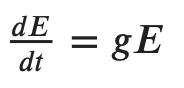 dE/dt = gE